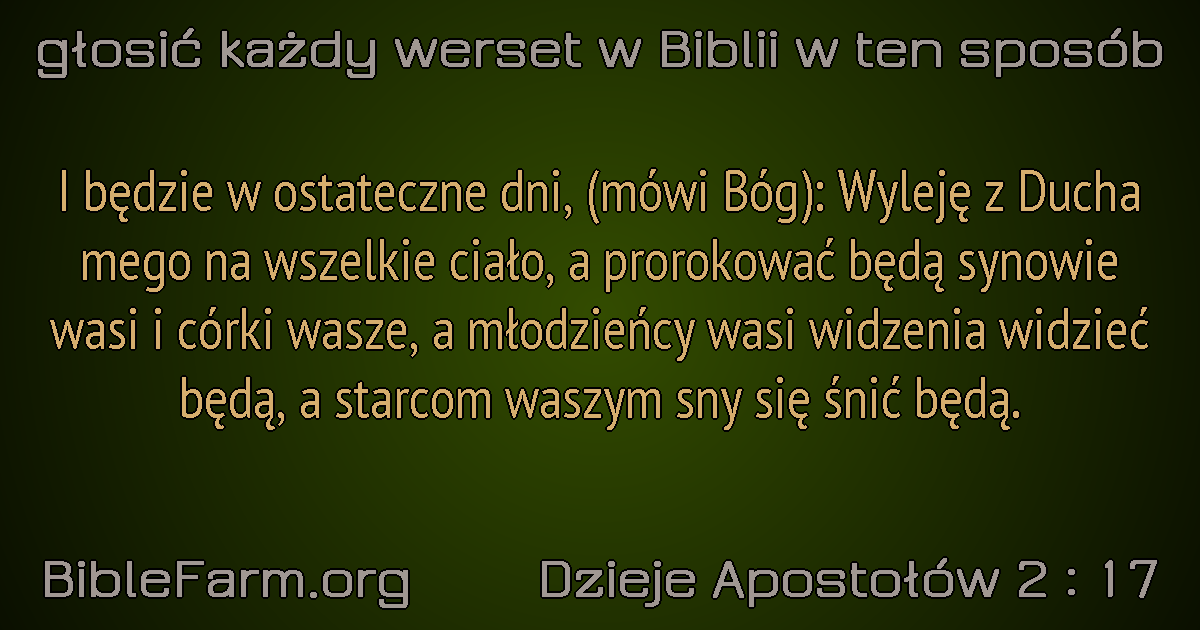 głosić każdy werset w Biblii w ten sposób
I będzie w ostateczne dni, (mówi Bóg): Wyleję z Ducha
mego na wszelkie ciało, a prorokować będą synowie
wasi i córki wasze, a młodzieńcy wasi widzenia widzieć
będą, a starcom waszym sny się śnić będą.
BibleFarm.org Dzieje Apostołów 2 : 17